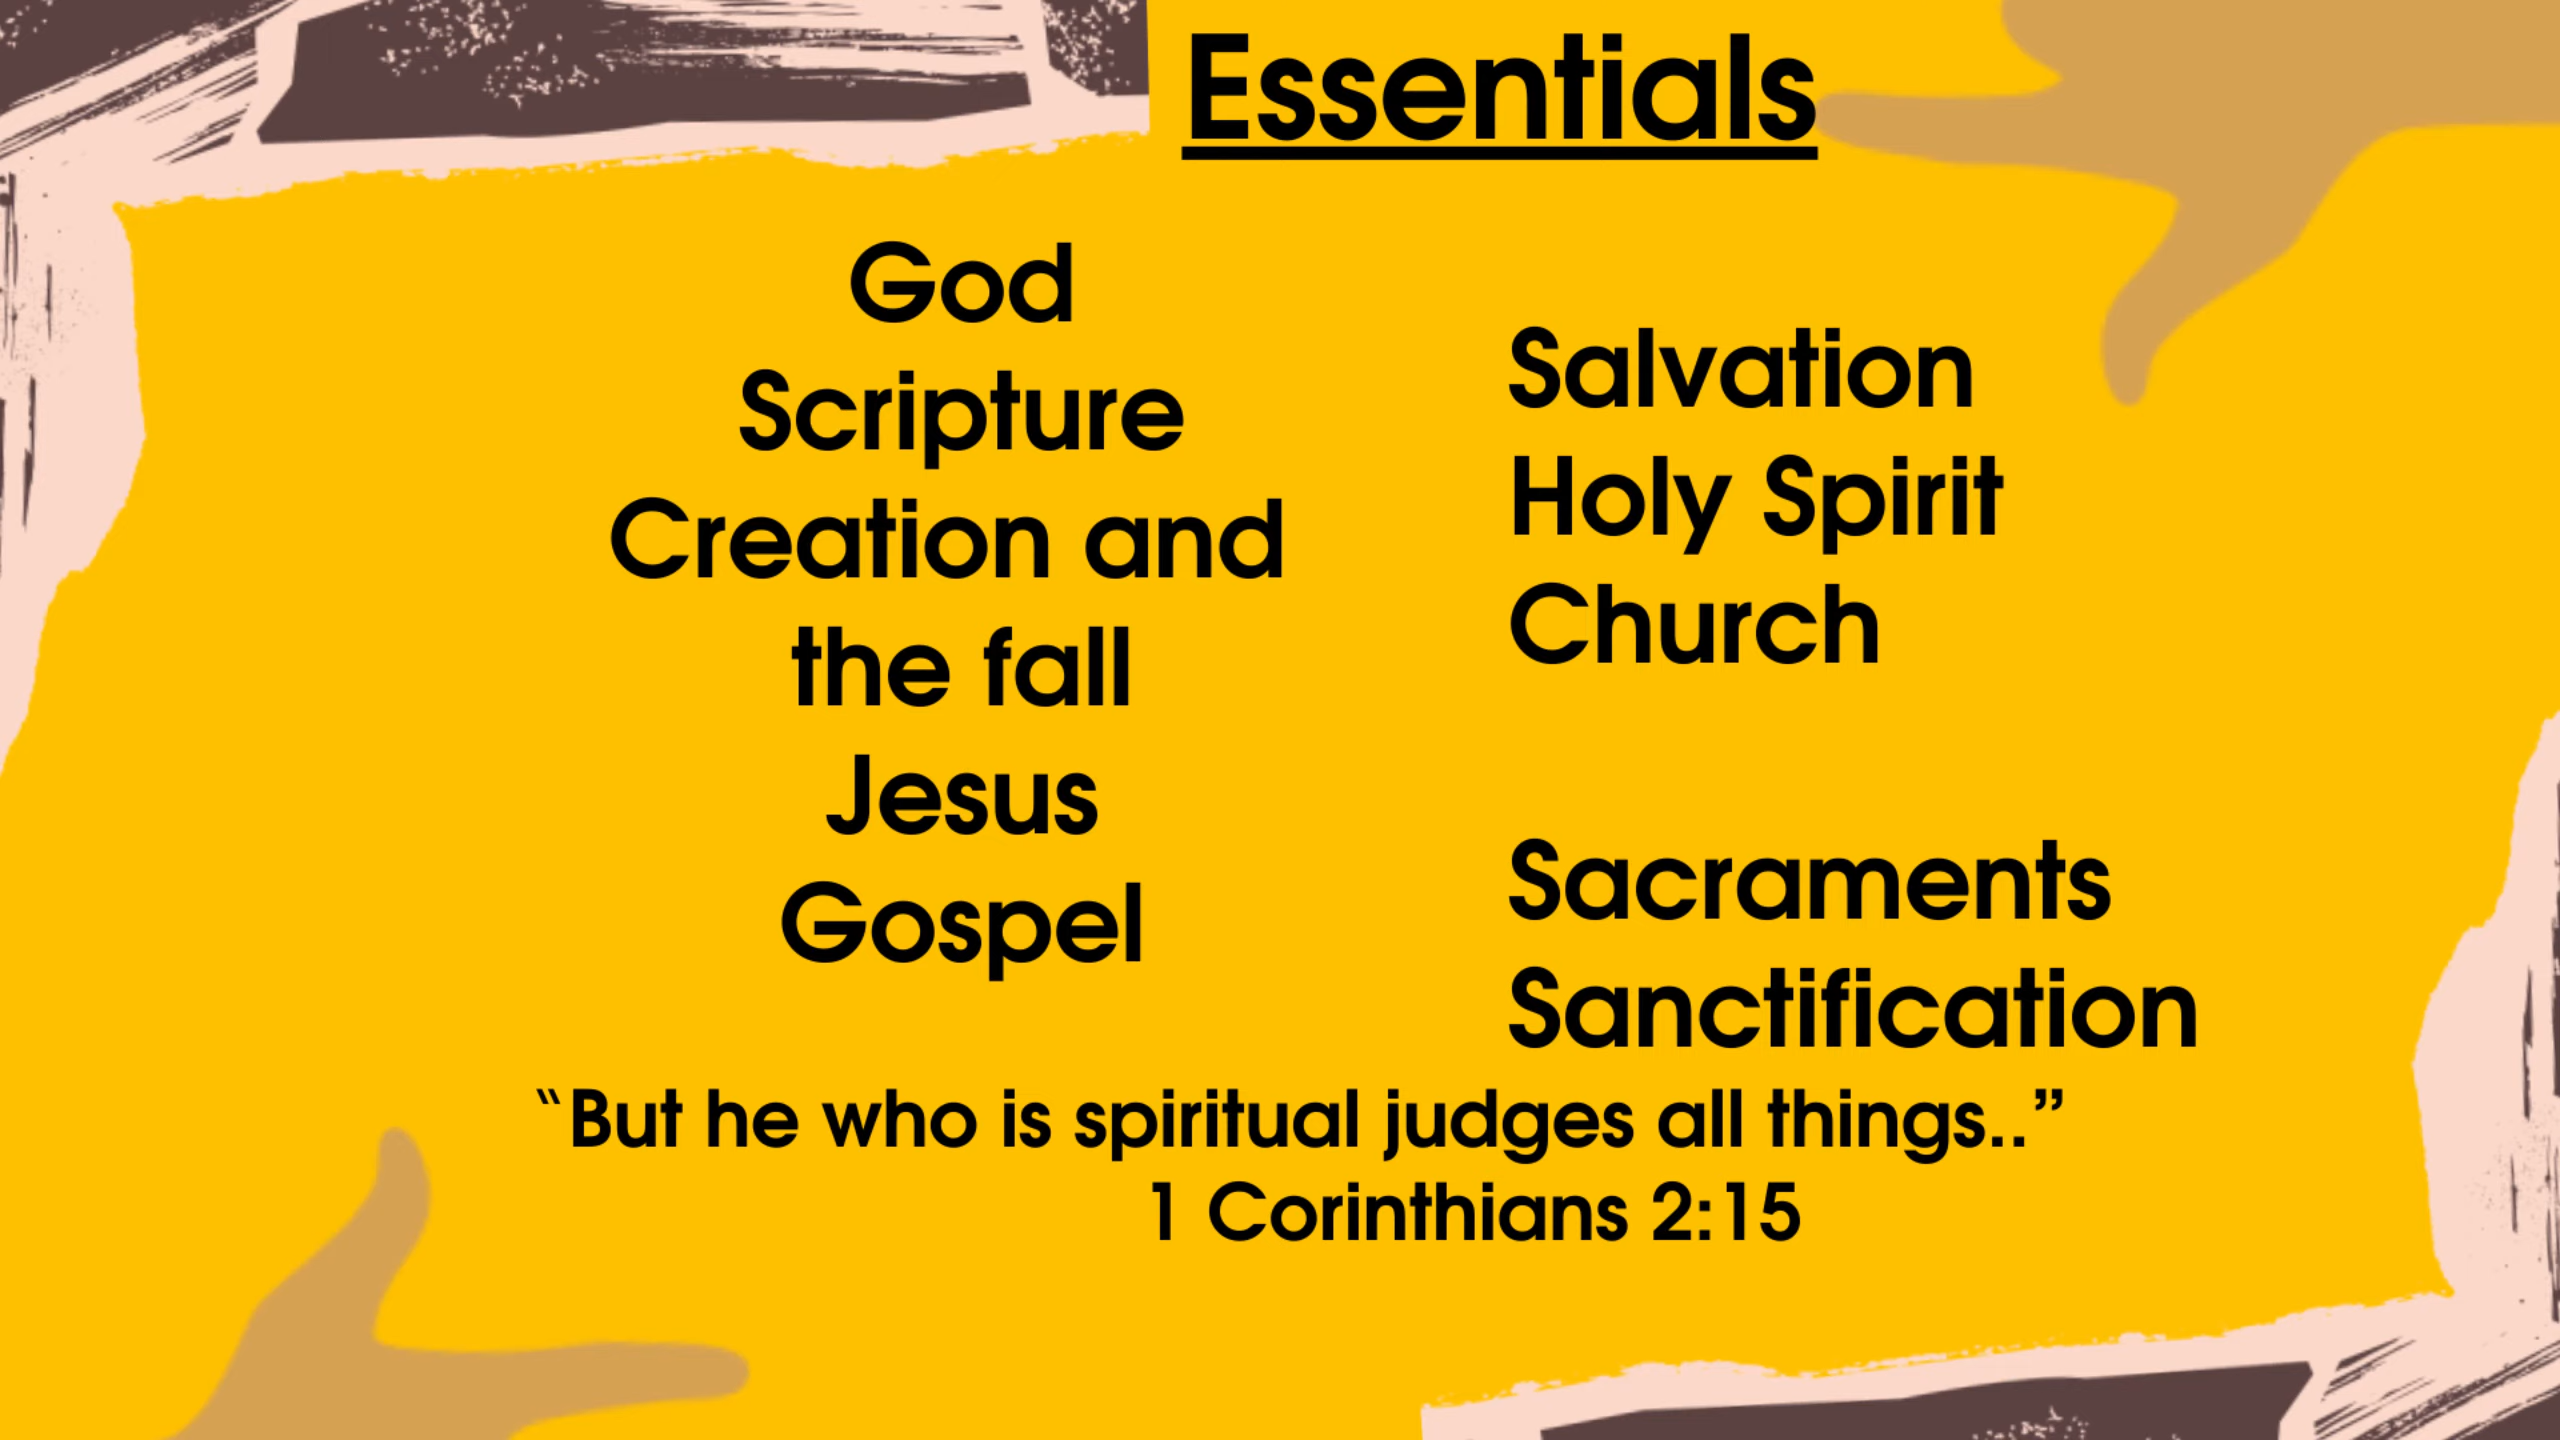 Essentials
God
Scripture
Creation and
the fall
Jesus
Gospel
Salvation
Holy Spirit
Church
Sacraments
Sanctification
“But he who is spiritual judges all things..”
1 Corinthians 2:15